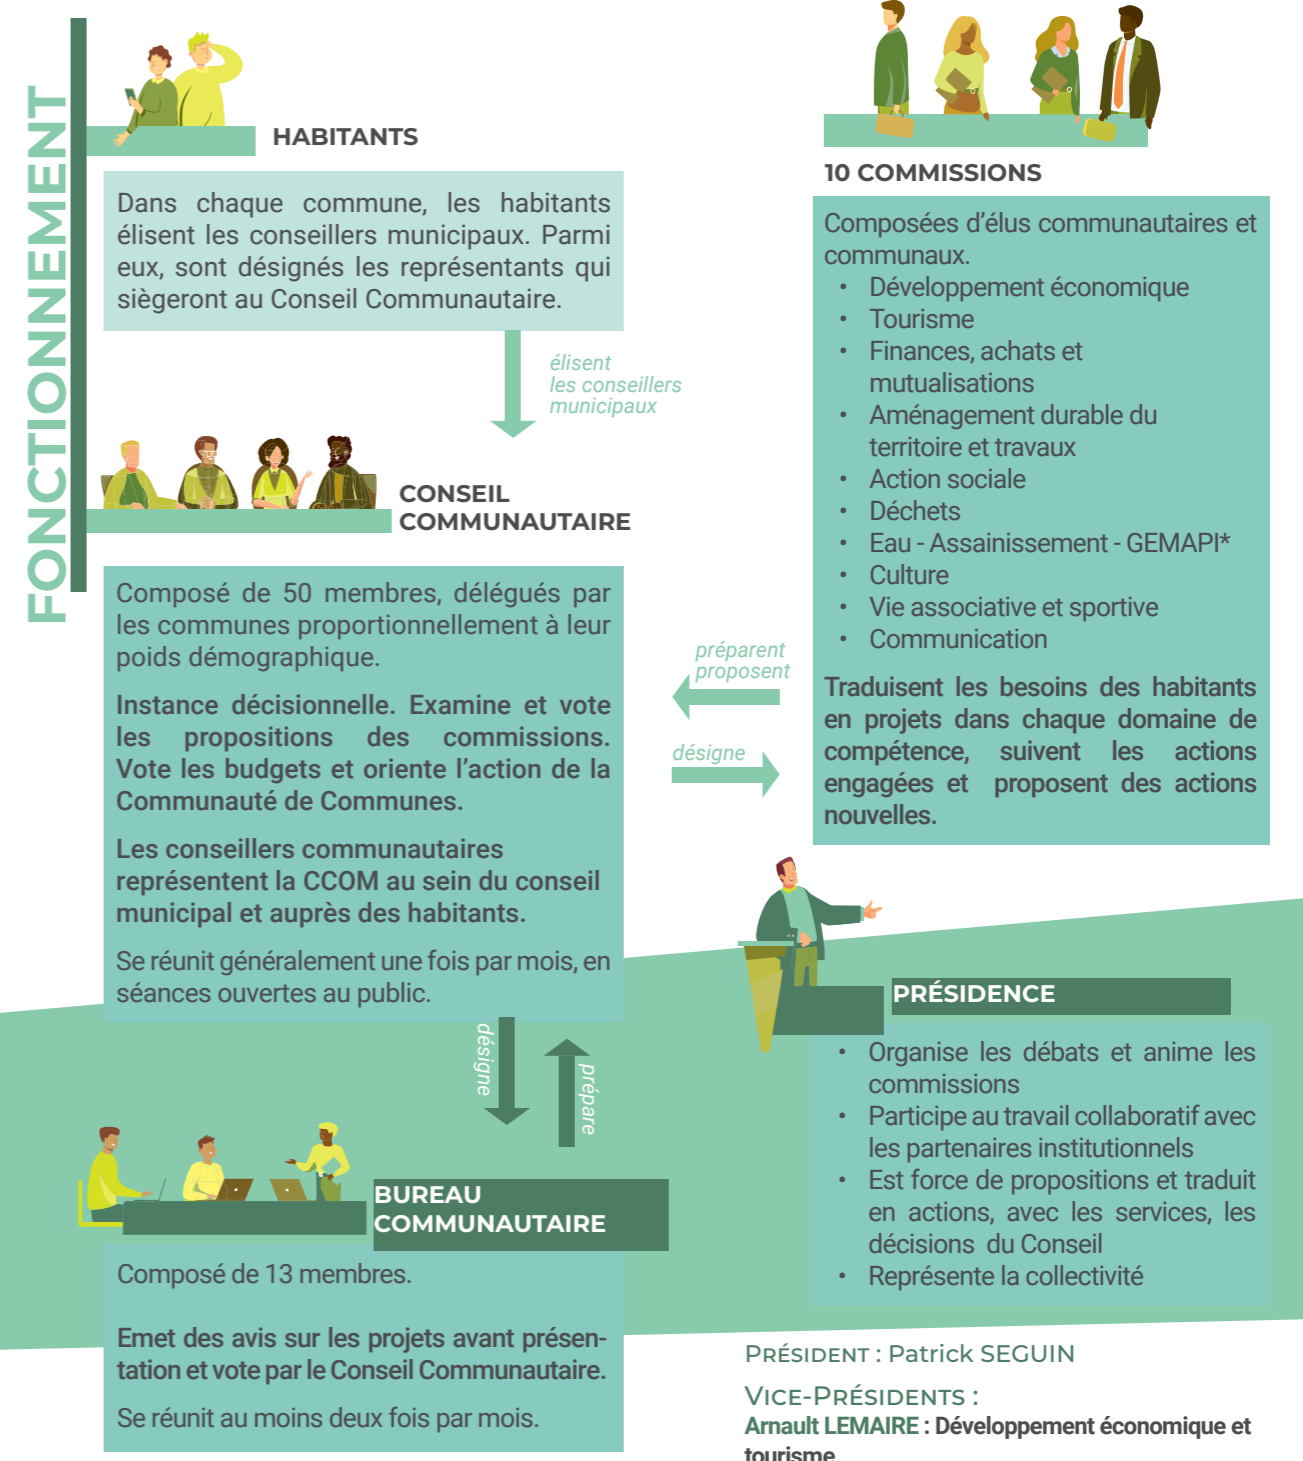 FONCTIONNEMENT
HABITANTS
Dans chaque commune, les habitants
élisent les conseillers municipaux. Parmi
eux, sont désignés les représentants qui
siègeront au Conseil Communautaire.
élisent
les conseillers
municipaux
CONSEIL
COMMUNAUTAIRE
Composé de 50 membres, délégués par
les communes proportionnellement à leur
poids démographique.
Instance décisionnelle. Examine et vote
les propositions des commissions.
Vote les budgets et oriente l'action de la
Communauté de Communes.
Les conseillers communautaires
représentent la CCOM au sein du conseil
municipal et auprès des habitants.
Se réunit généralement une fois par mois, en
séances ouvertes au public.
préparent
proposent
désigne
10 COMMISSIONS
Composées d'élus communautaires et
communaux.
• Développement économique
• Tourisme
• Finances, achats et
mutualisations
• Aménagement durable du
territoire et travaux
• Action sociale
• Déchets
• Eau - Assainissement - GEMAPI*
• Culture
• Vie associative et sportive
• Communication
Traduisent les besoins des habitants
en projets dans chaque domaine de
compétence, suivent les actions
engagées et proposent des actions
nouvelles.
désigne
prépare
BUREAU
COMMUNAUTAIRE
Composé de 13 membres.
Emet des avis sur les projets avant présen-
tation et vote par le Conseil Communautaire.
Se réunit au moins deux fois par mois.
PRÉSIDENCE
• Organise les débats et anime les
commissions
• Participe au travail collaboratif avec
les partenaires institutionnels
• Est force de propositions et traduit
en actions, avec les services, les
décisions du Conseil
• Représente la collectivité
PRÉSIDENT : Patrick SEGUIN
VICE-PRÉSIDENTS :
Arnault LEMAIRE : Développement économique et
tourisme